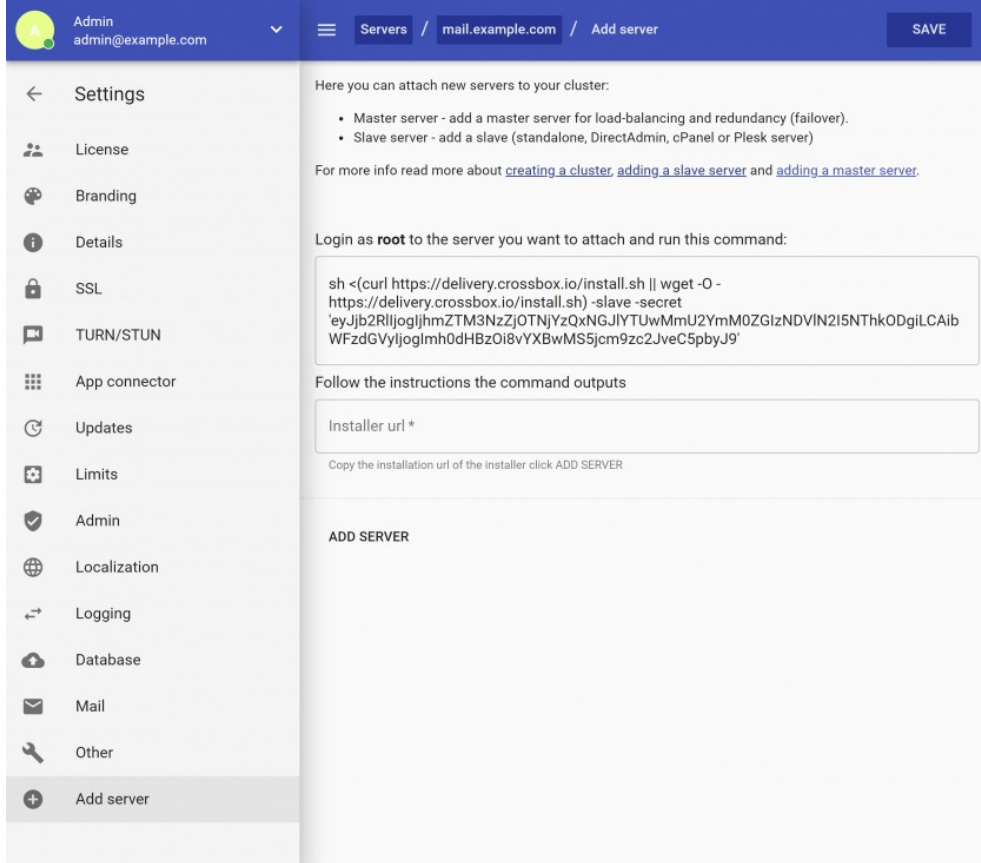 A
Admin
admin@example.com
Servers / mail.example.com / Add server
SAVE
Settings
License
Branding
Details
SSL
TURN/STUN
App connector
Updates
Limits
Admin
Localization
Logging
Database
Mail
Other
Add server
Here you can attach new servers to your cluster:
• Master server - add a master server for load-balancing and redundancy (failover).
• Slave server - add a slave (standalone, DirectAdmin, cPanel or Plesk server)
For more info read more about creating a cluster, adding a slave server and adding a master server.
Login as root to the server you want to attach and run this command:
sh <(curl https://delivery.crossbox.io/install.sh || wget -O -
https://delivery.crossbox.io/install.sh) -slave -secret
'eyJjb2RlIjogIjhmZTM3NzZjOTNjYzQxNGJlYTUwMmU2YmM0ZGIzNDVlN2I5NThkODgiLCAib
WFzdGVyIjogImh0dHBzOi8vYXBwMS5jcm9zc2JveC5pbyJ9'
Follow the instructions the command outputs
Installer url *
Copy the installation url of the installer click ADD SERVER
ADD SERVER